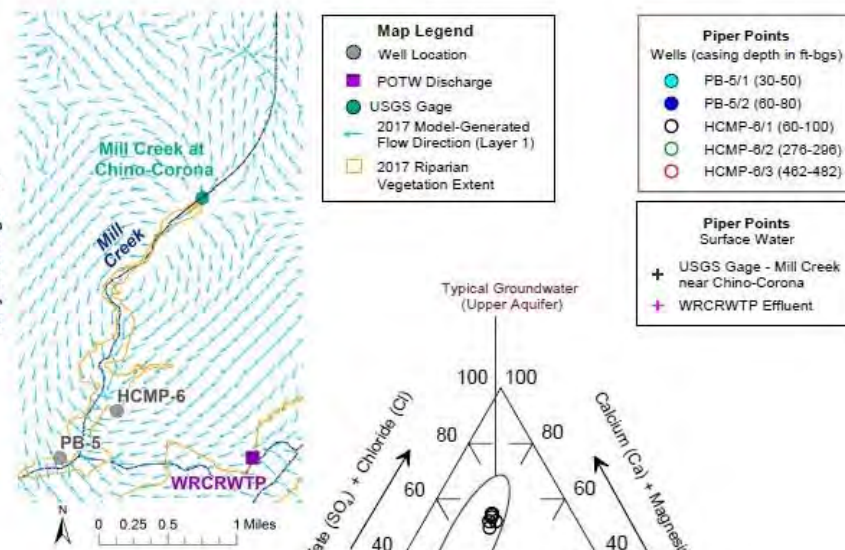 Mill Creek at
Chino-Corona
Mill
Creek
HCMP-6
PB-5
WRCRWTP
N
0 0.25 0.5 1 Miles
Map Legend
Well Location
POTW Discharge
USGS Gage
2017 Model-Generated
Flow Direction (Layer 1)
2017 Riparian
Vegetation Extent
Piper Points
Wells (casing depth in ft-bgs)
PB-5/1 (30-50)
PB-5/2 (60-80)
HCMP-6/1 (60-100)
HCMP-6/2 (276-296)
HCMP-6/3 (462-482)
Piper Points
Surface Water
USGS Gage - Mill Creek
near Chino-Corona
WRCRWTP Effluent
Typical Groundwater
(Upper Aquifer)
100 100
80 80
60 60
40 40
(SO₄) + Chloride (Cl)
Calcium (Ca) +